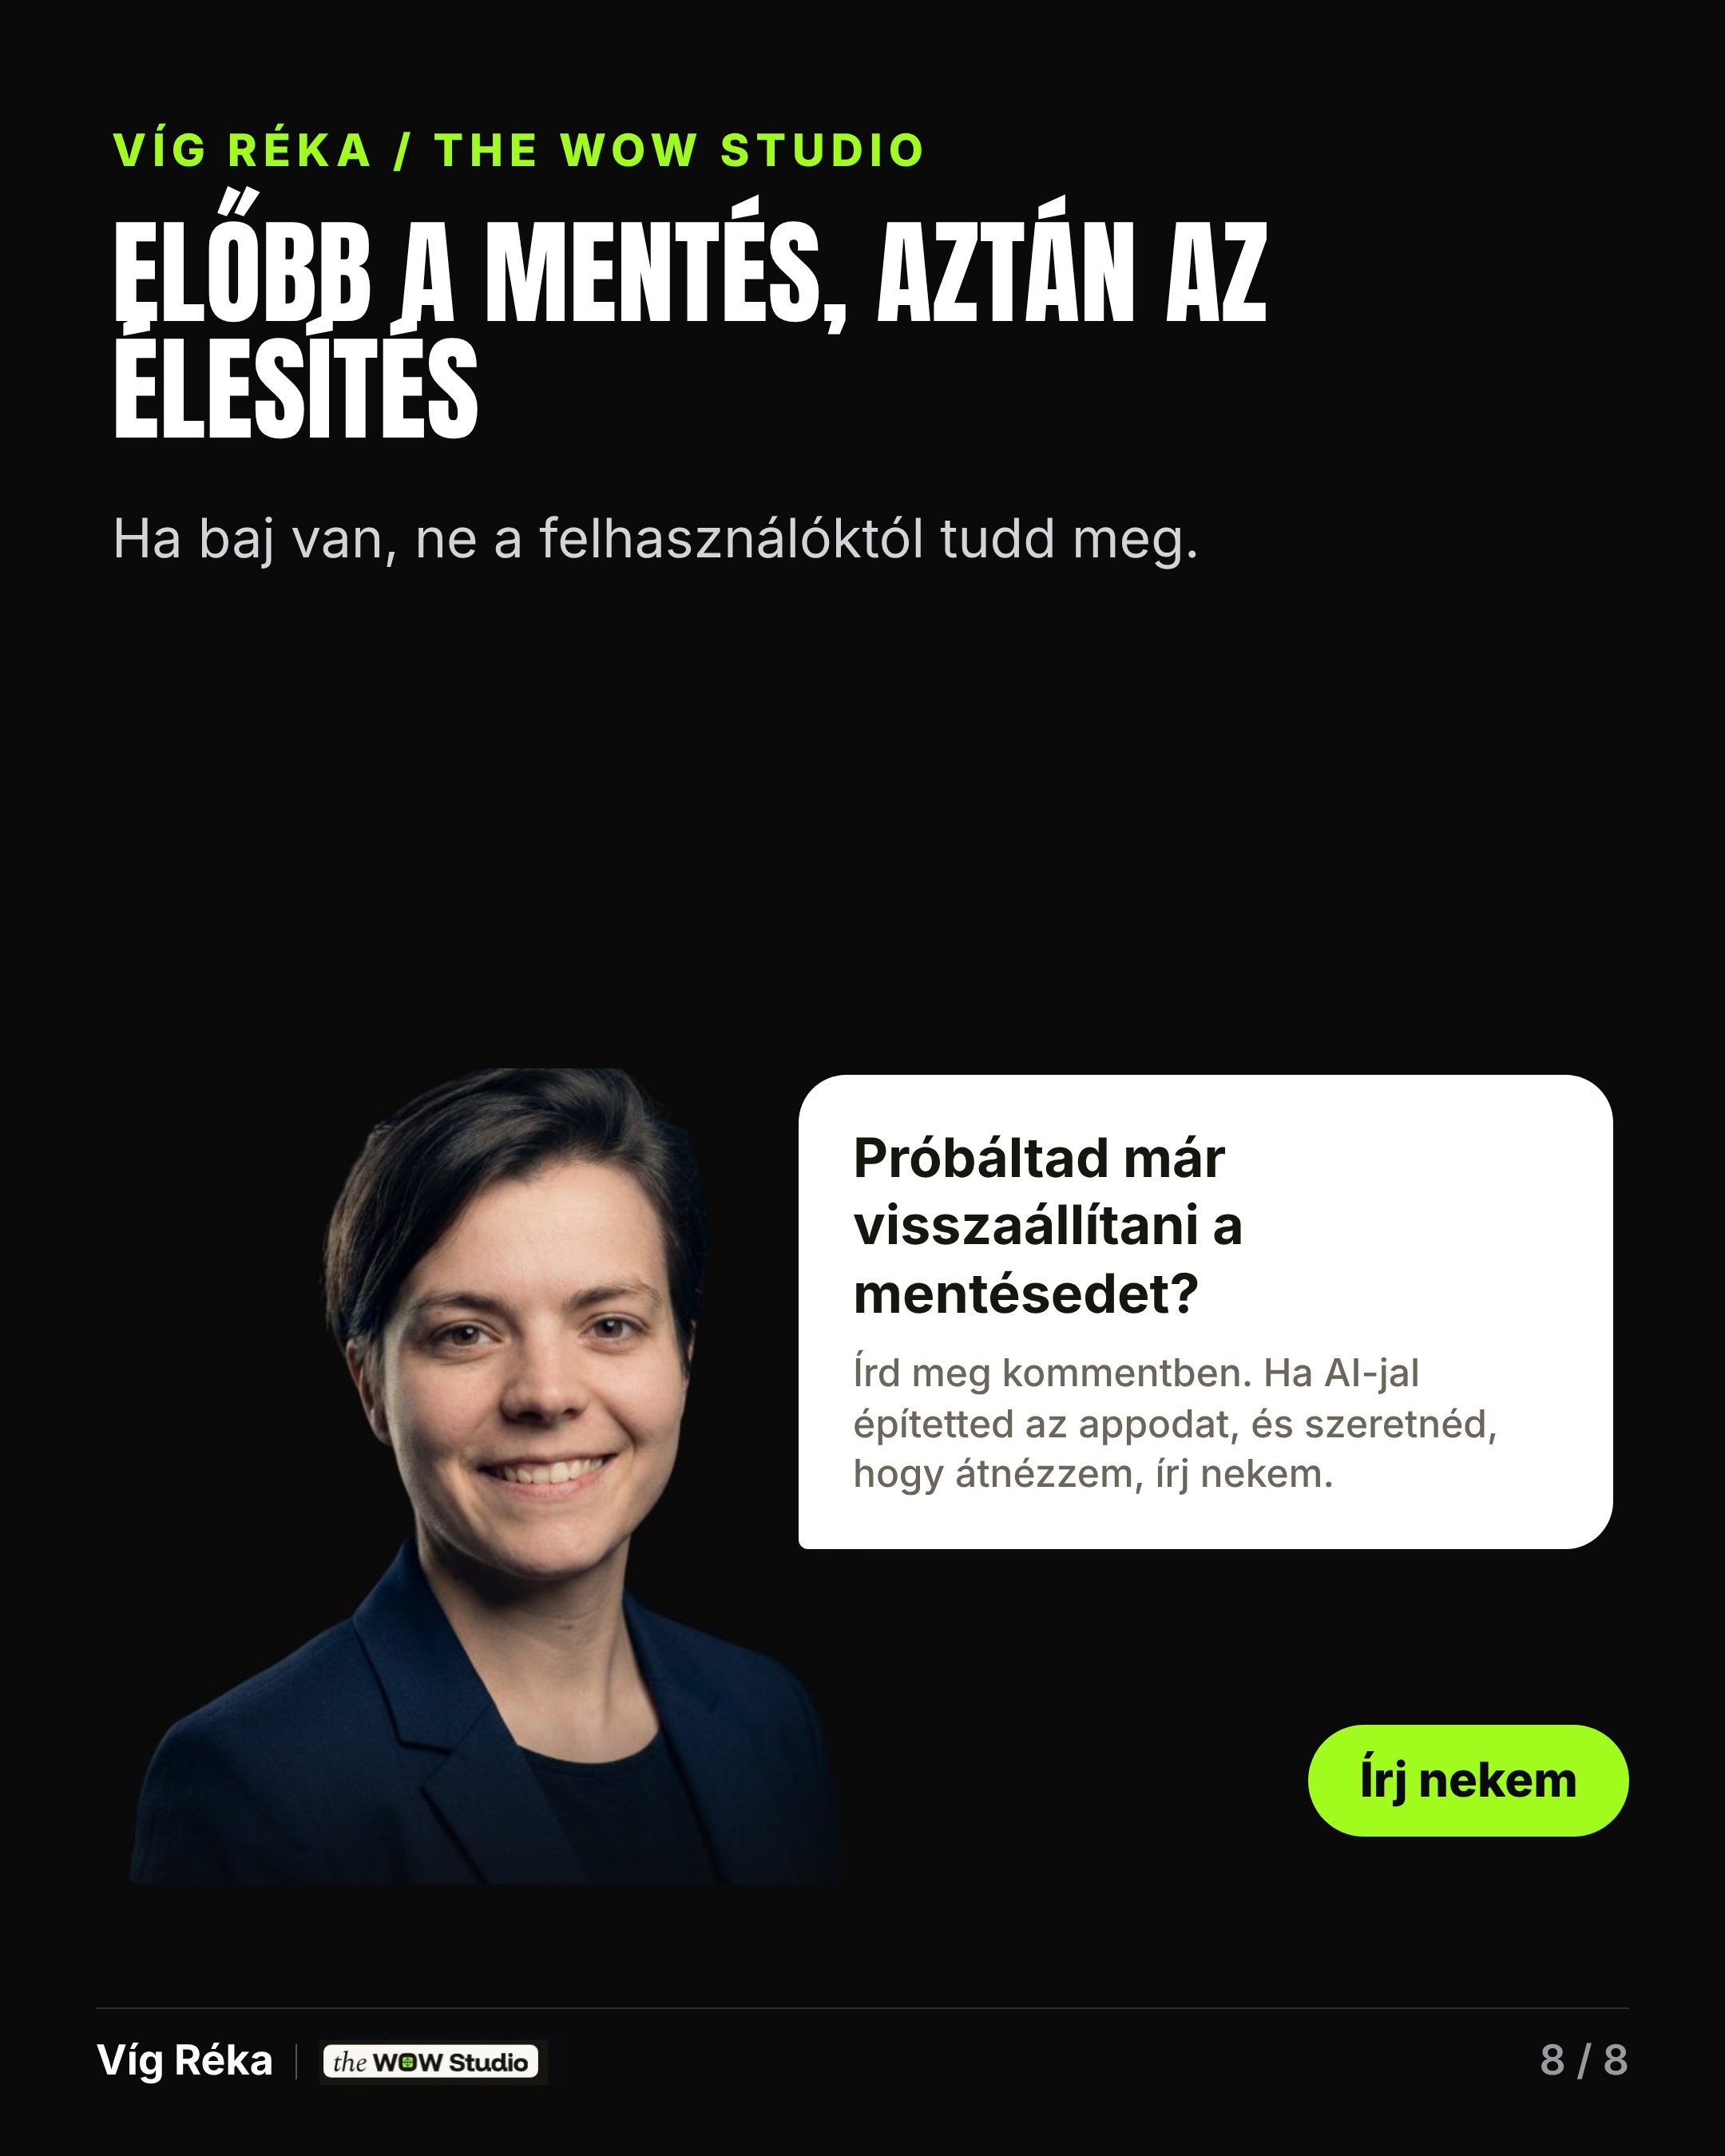 VÍG RÉKA / THE WOW STUDIO
ELŐBB A MENTÉS, AZTÁN AZ
ÉLESÍTÉS
Ha baj van, ne a felhasználóktól tudd meg.
Próbáltad már
visszaállítani a
mentésedet?
Írd meg kommentben. Ha AI-jal
építetted az appodat, és szeretnéd,
hogy átnézzem, írj nekem.
Írj nekem
Víg Réka
the WOW Studio
8 / 8